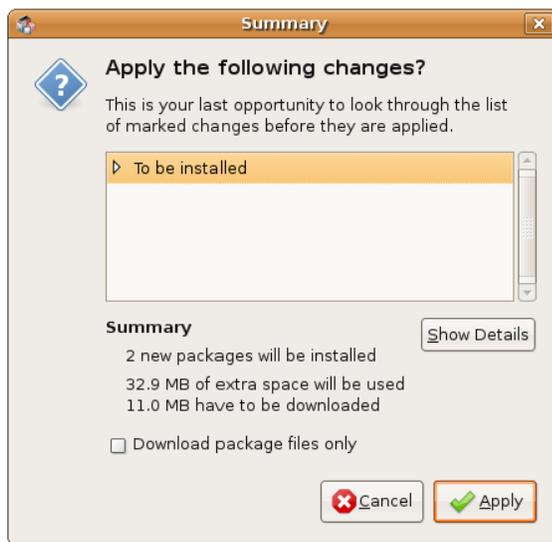 Summary
Apply the following changes?
This is your last opportunity to look through the list
of marked changes before they are applied.
To be installed
Summary
Show Details
2 new packages will be installed
32.9 MB of extra space will be used
11.0 MB have to be downloaded
Download package files only
Cancel
Apply